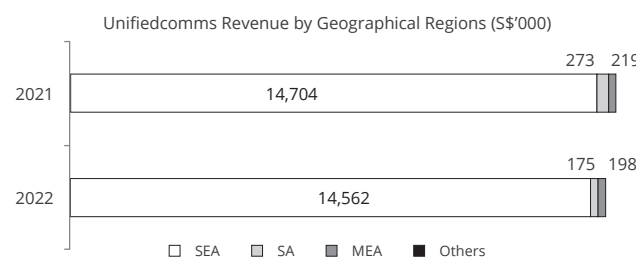 Unifiedcomms Revenue by Geographical Regions (S$'000)
273 219
2021 14,704
175 198
2022 14,562
SEA SA MEA Others